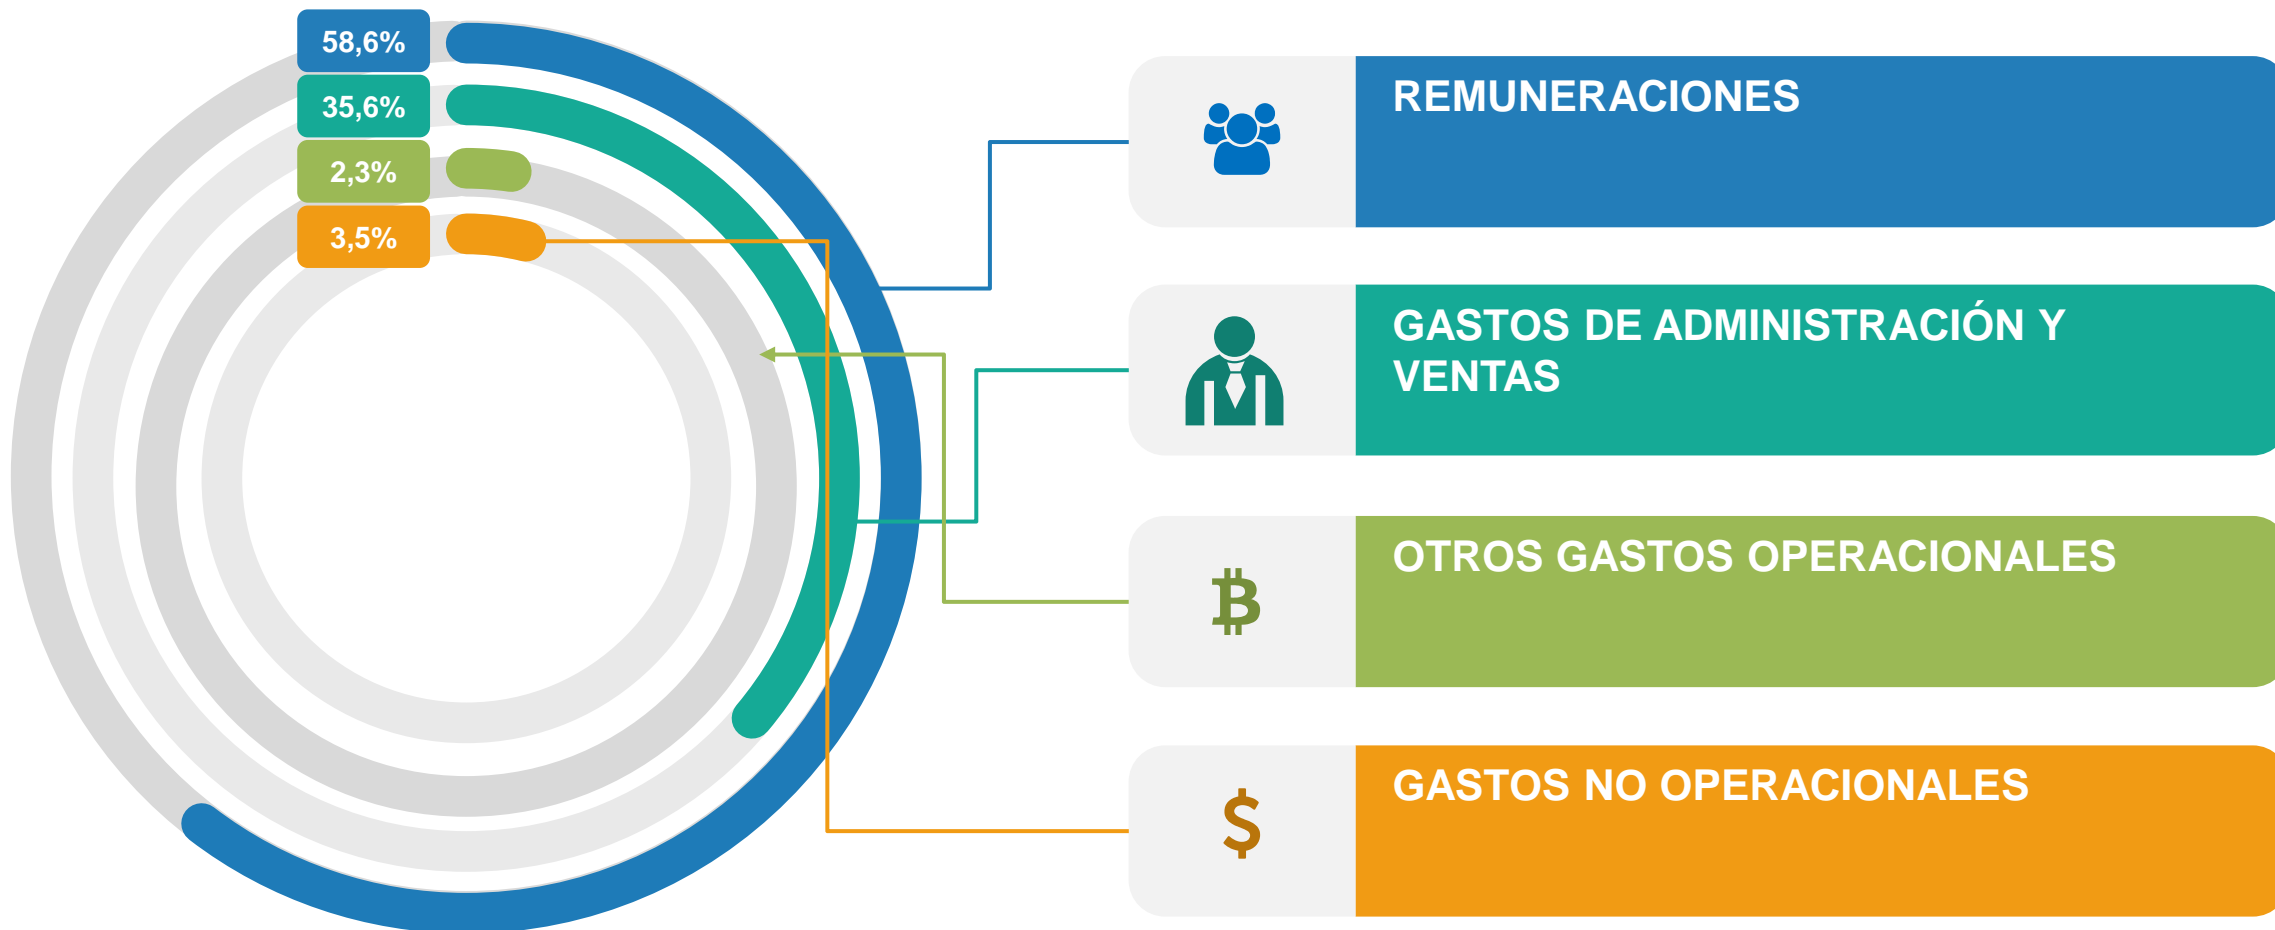 58,6%
35,6%
2,3%
3,5%
REMUNERACIONES
GASTOS DE ADMINISTRACIÓN Y
VENTAS
OTROS GASTOS OPERACIONALES
GASTOS NO OPERACIONALES